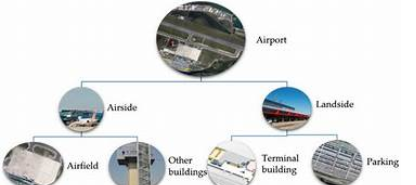 Airport
Airside
Landside
Airfield
Other
buildings
Terminal
building
Parking